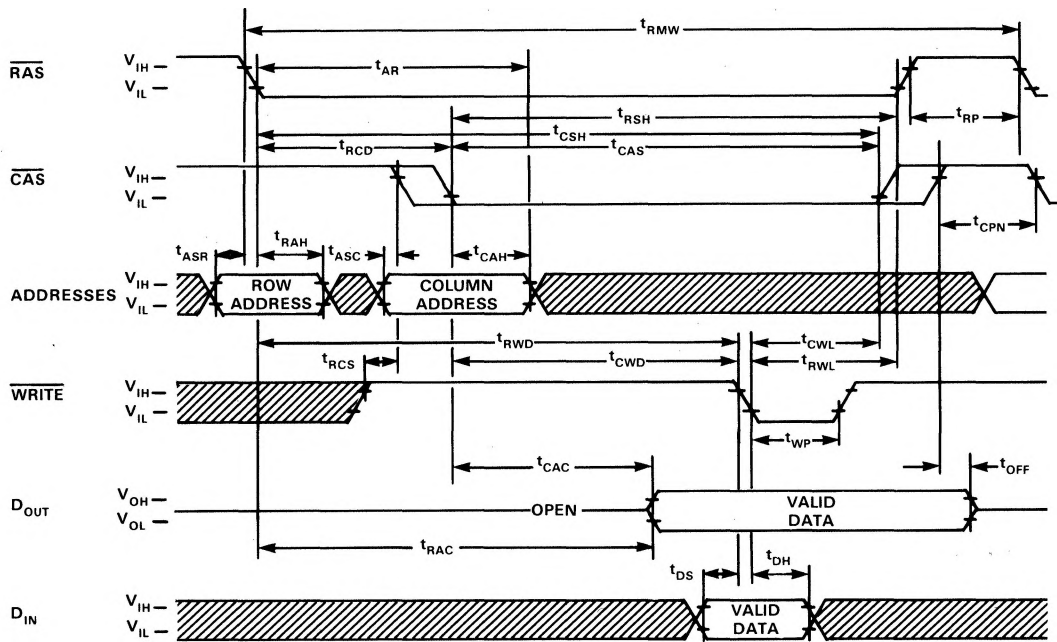 tRMW
RAS
VIH
VIL
tAR
tRSH
tRP
tCSH
tRCD
tCAS
CAS
VIH
VIL
tCPN
tASR
tRAH
tASC
tCAH
ADDRESSES
VIH
VIL
ROW
ADDRESS
COLUMN
ADDRESS
tRWD
tCWL
tRCS
tCWD
tRWL
WRITE
VIH
VIL
tWP
tCAC
tOFF
DOUT
VOH
VOL
OPEN
VALID
DATA
tRAC
tDS
tDH
DIN
VIH
VIL
VALID
DATA